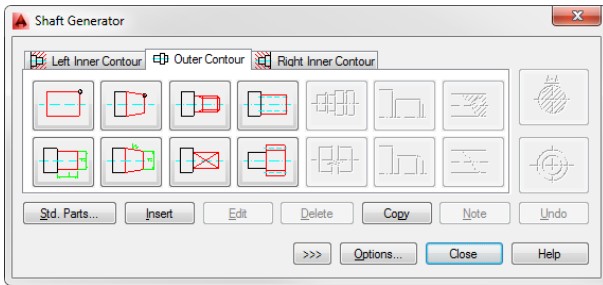 Shaft Generator
Left Inner Contour Outer Contour Right Inner Contour
Std. Parts... Insert Edit Delete Copy Note Undo
>>> Options... Close Help